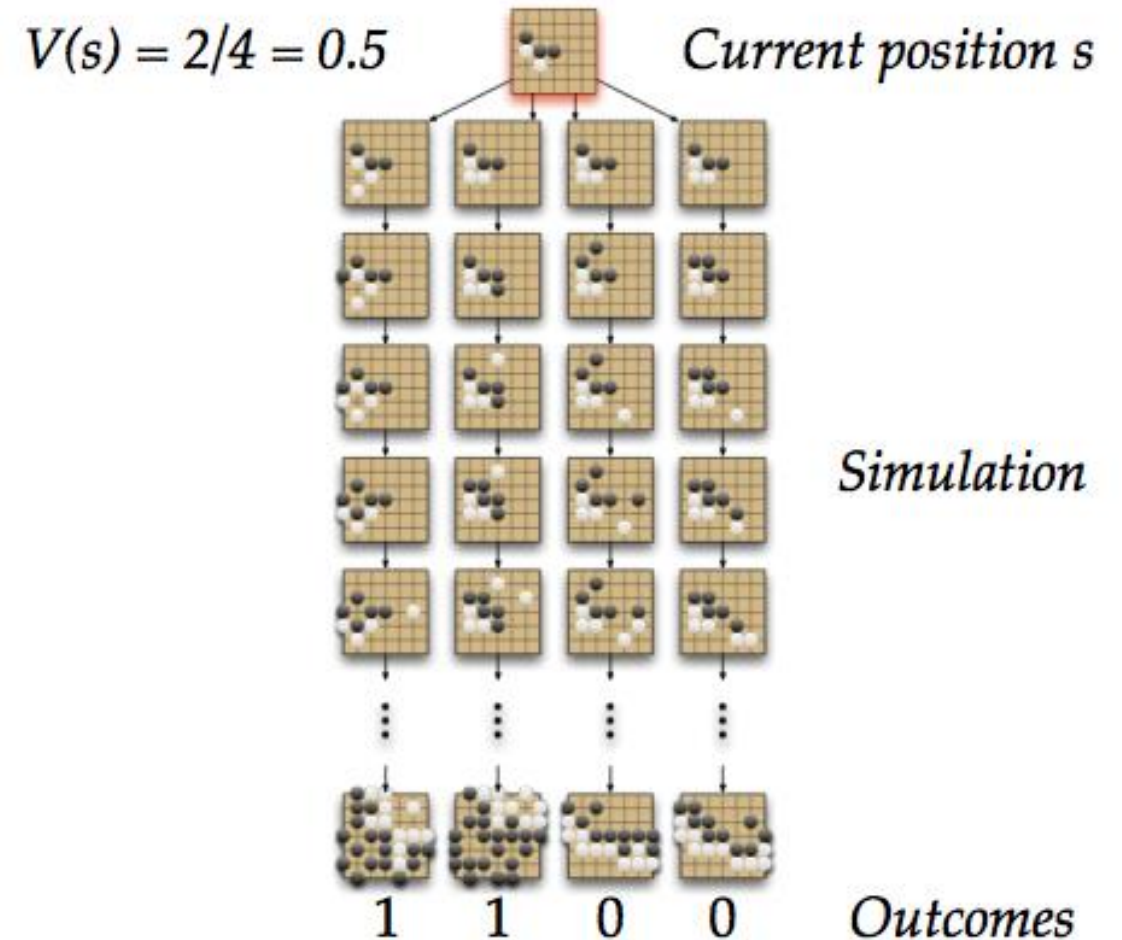 V(s) = 2/4 = 0.5
Current position s
Simulation
1 1 0 0 Outcomes